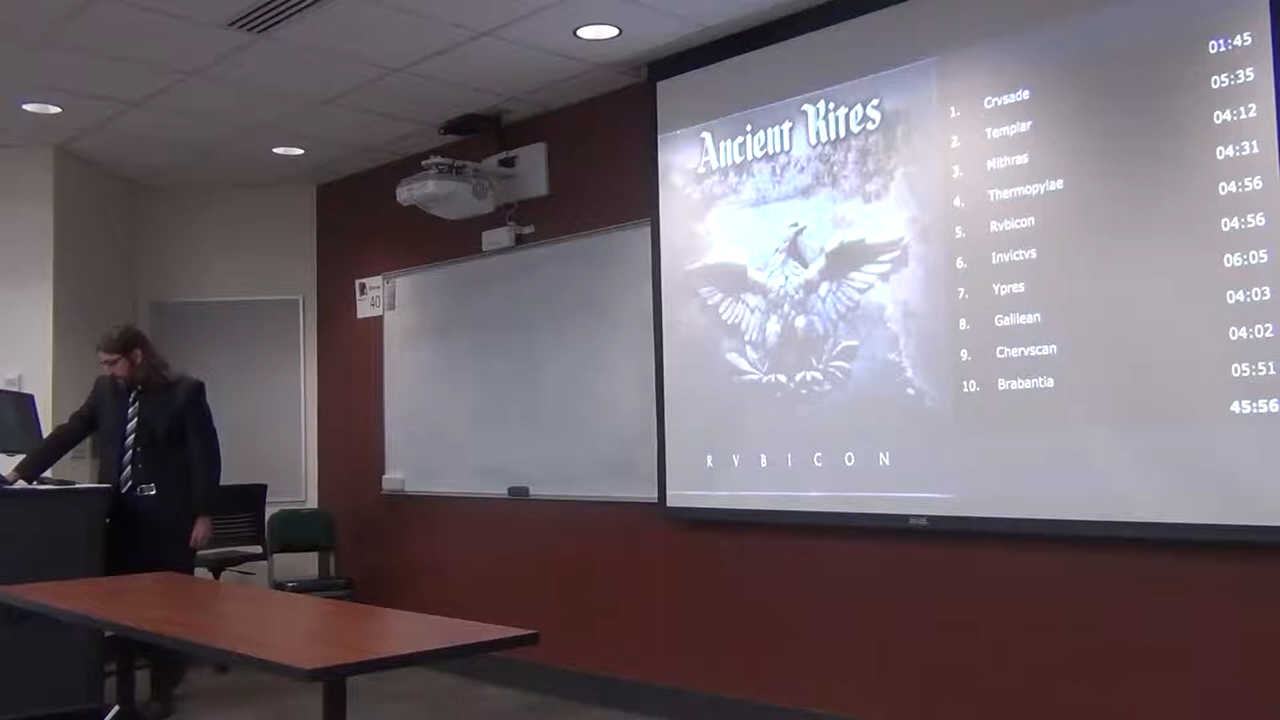 Ancient Rites
RVBICON
1. Crvsade 01:45
2. Templar 05:35
3. Mithras 04:12
4. Thermopylae 04:31
5. Rvbicon 04:56
6. Invictvs 04:56
7. Ypres 06:05
8. Galilean 04:03
9. Chervscan 04:02
10. Brabantia 05:51
45:56
40